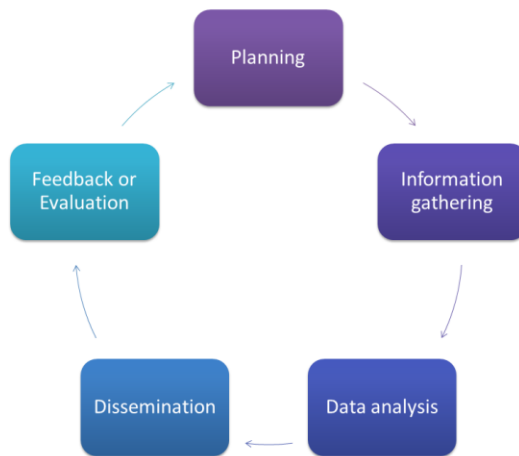 Planning
Information
gathering
Data analysis
Dissemination
Feedback or
Evaluation